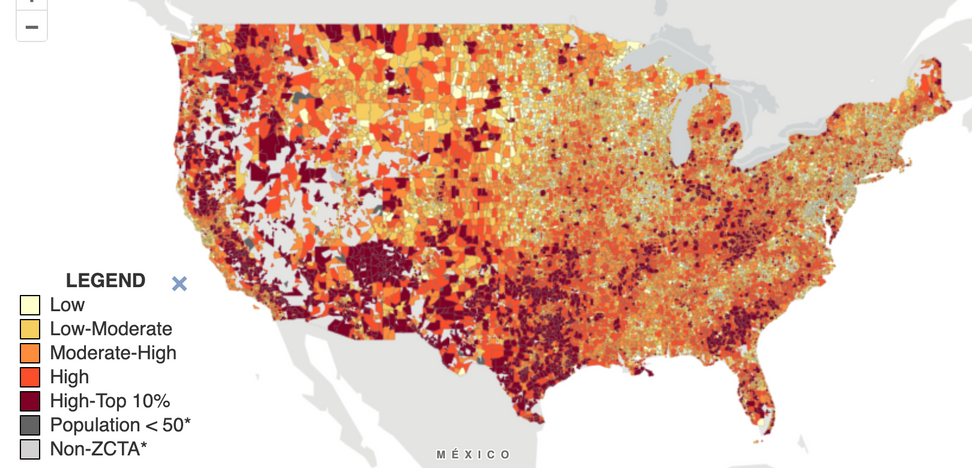 LEGEND
Low
Low-Moderate
Moderate-High
High
High-Top 10%
Population < 50*
Non-ZCTA*
MÉXICO